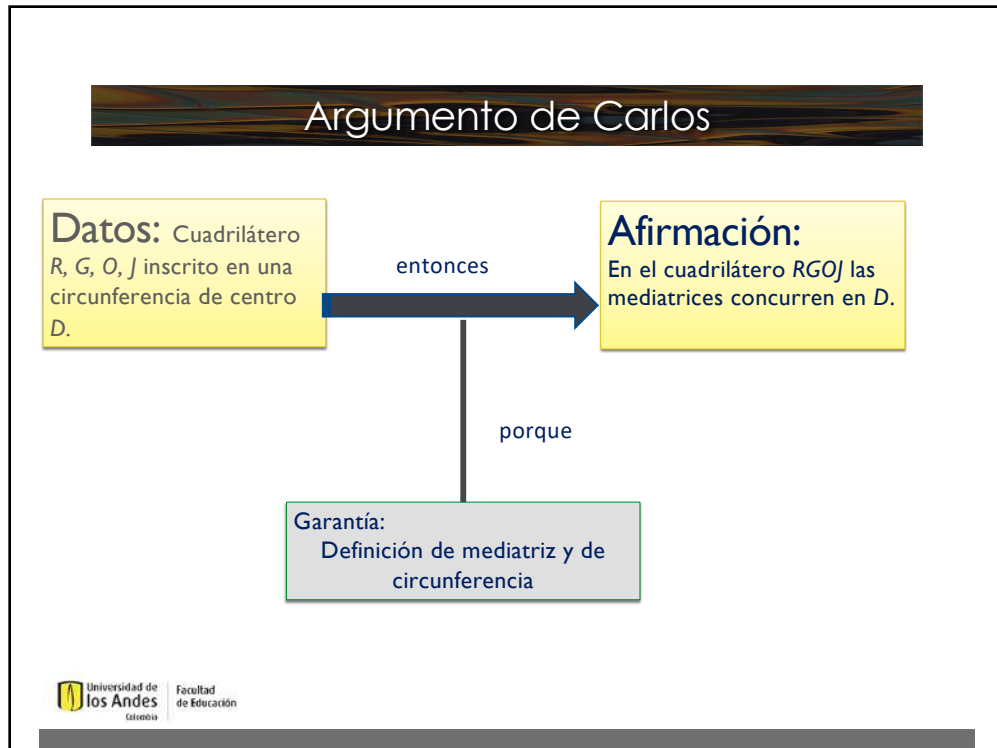 Argumento de Carlos
Datos: Cuadrilátero
R, G, O, J inscrito en una
circunferencia de centro
D.
entonces
Afirmación:
En el cuadrilátero RGOJ las
mediatrices concurren en D.
porque
Garantía:
Definición de mediatriz y de
circunferencia
Universidad de
los Andes
Colombia
Facultad
de Educación